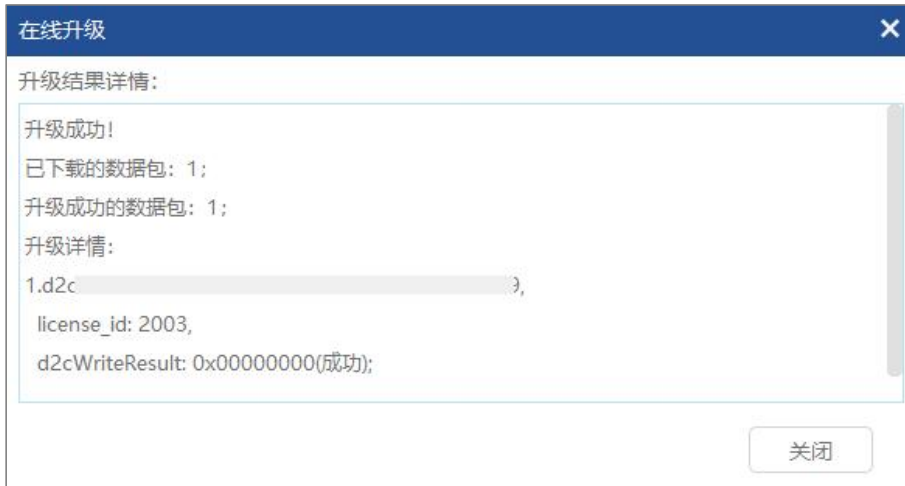 在线升级
升级结果详情：
升级成功！
已下载的数据包：1；
升级成功的数据包：1；
升级详情：
1.d2c 9,
license_id: 2003,
d2cWriteResult: 0x00000000(成功);
关闭